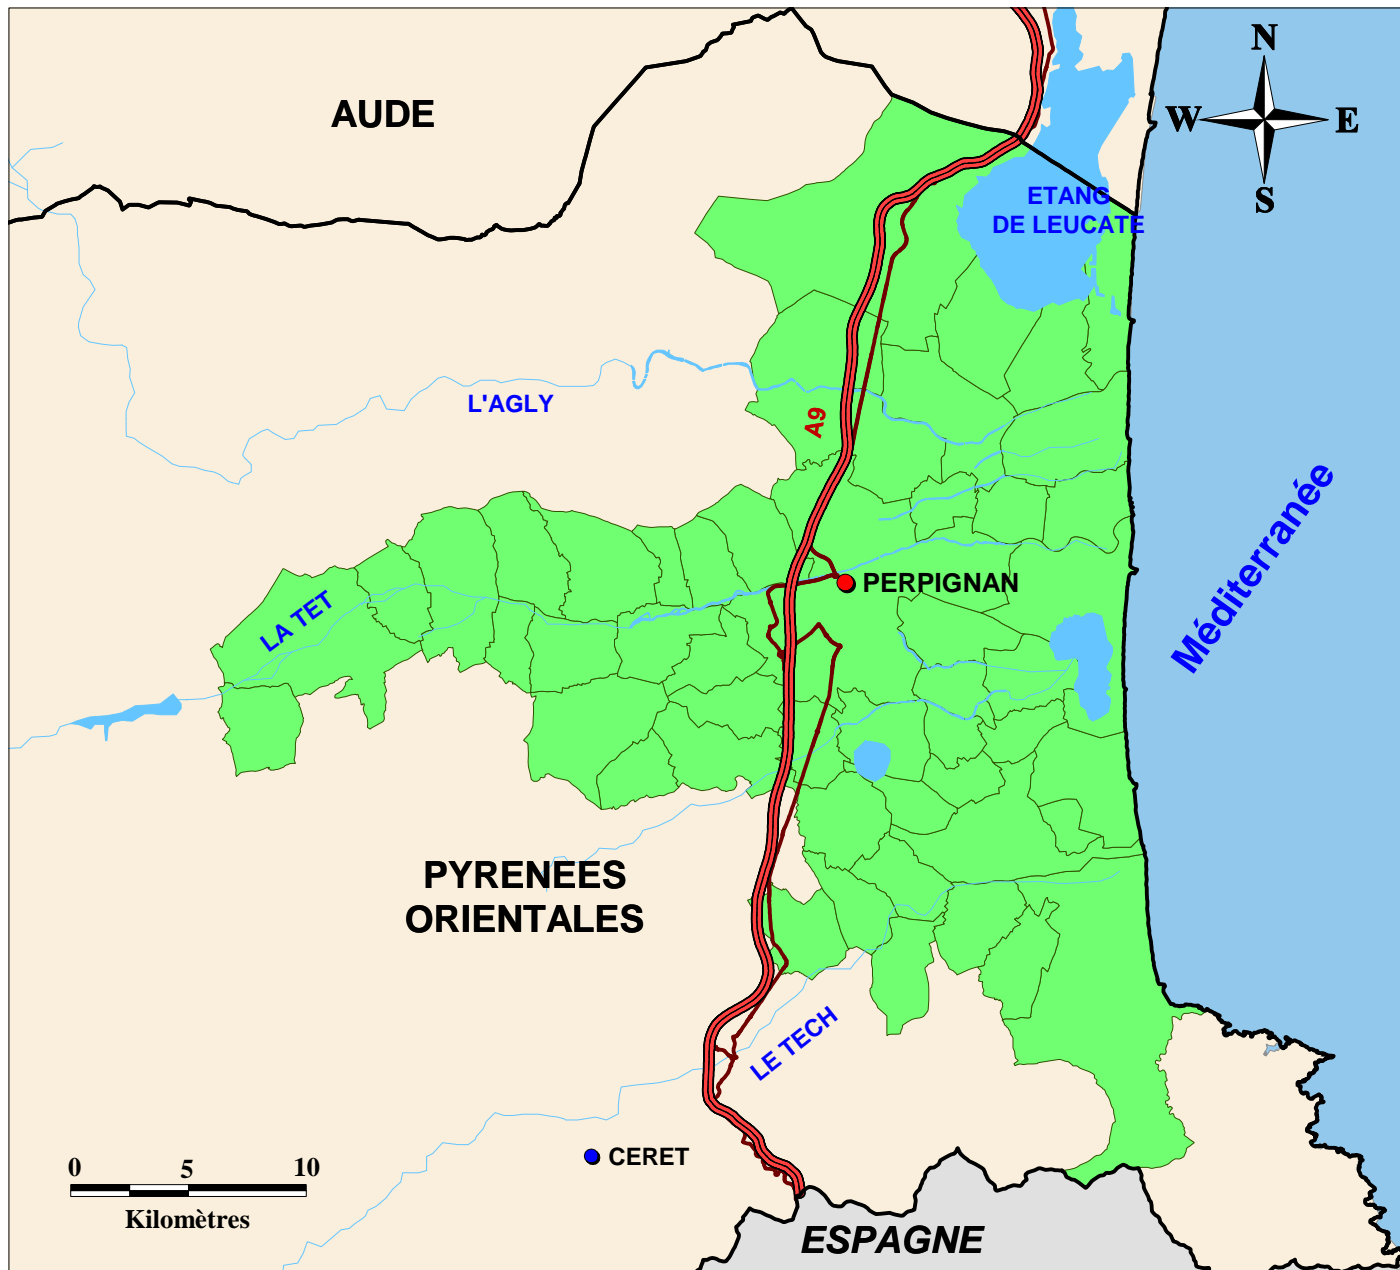 N
AUDE
W
E
S
ETANG
DE LEUCATE
L'AGLY
A9
Méditerranée
PERPIGNAN
LA TET
PYRENEES
ORIENTALES
LE TECH
CERET
0 5 10
Kilomètres
ESPAGNE